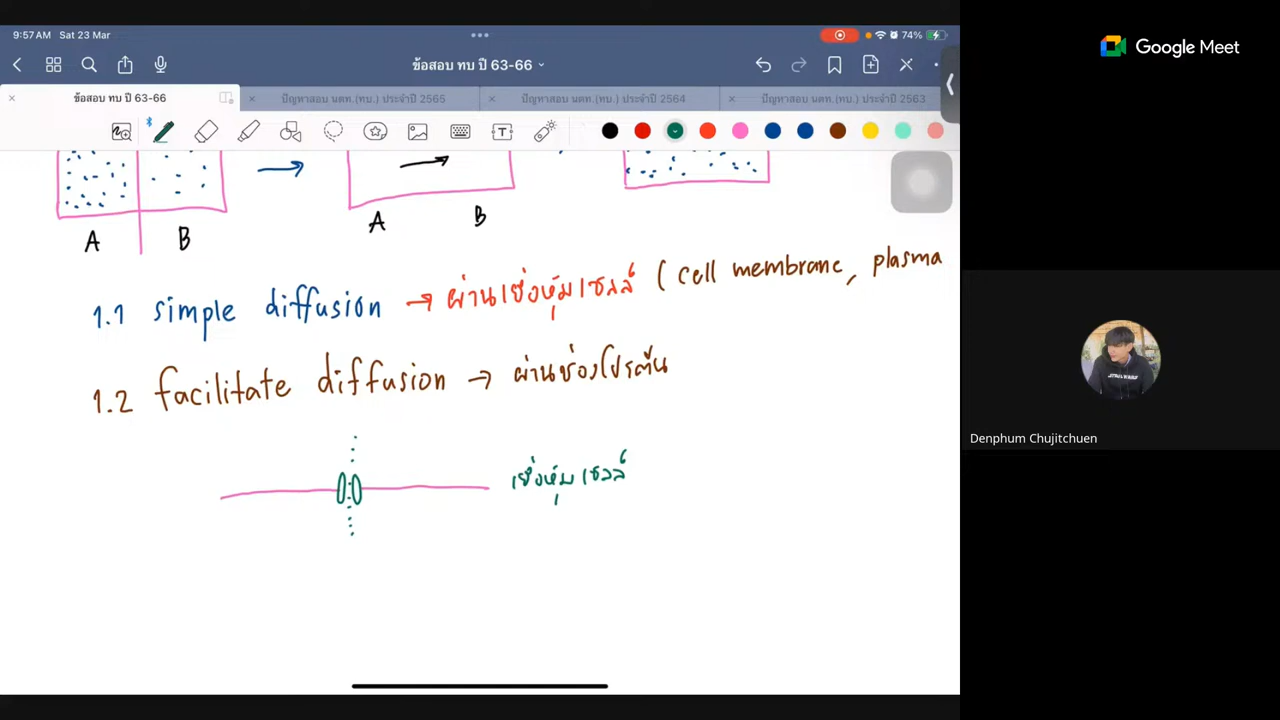 9:57 AM Sat 23 Mar
74%
Google Meet
ข้อสอบ ทบ ปี 63-66
ข้อสอบ ทบ ปี 63-66
ปัญหาสอบ นตท.(ทบ.) ประจำปี 2565
ปัญหาสอบ นตท.(ทบ.) ประจำปี 2564
ปัญหาสอบ นตท.(ทบ.) ประจำปี 2563
T
A B
A B
1.1 simple diffusion → ผ่านเยื่อหุ้มเซลล์ ( cell membrane, plasma
1.2 facilitate diffusion → ผ่านช่องโปรตีน
เยื่อหุ้มเซลล์
Denphum Chujitchuen